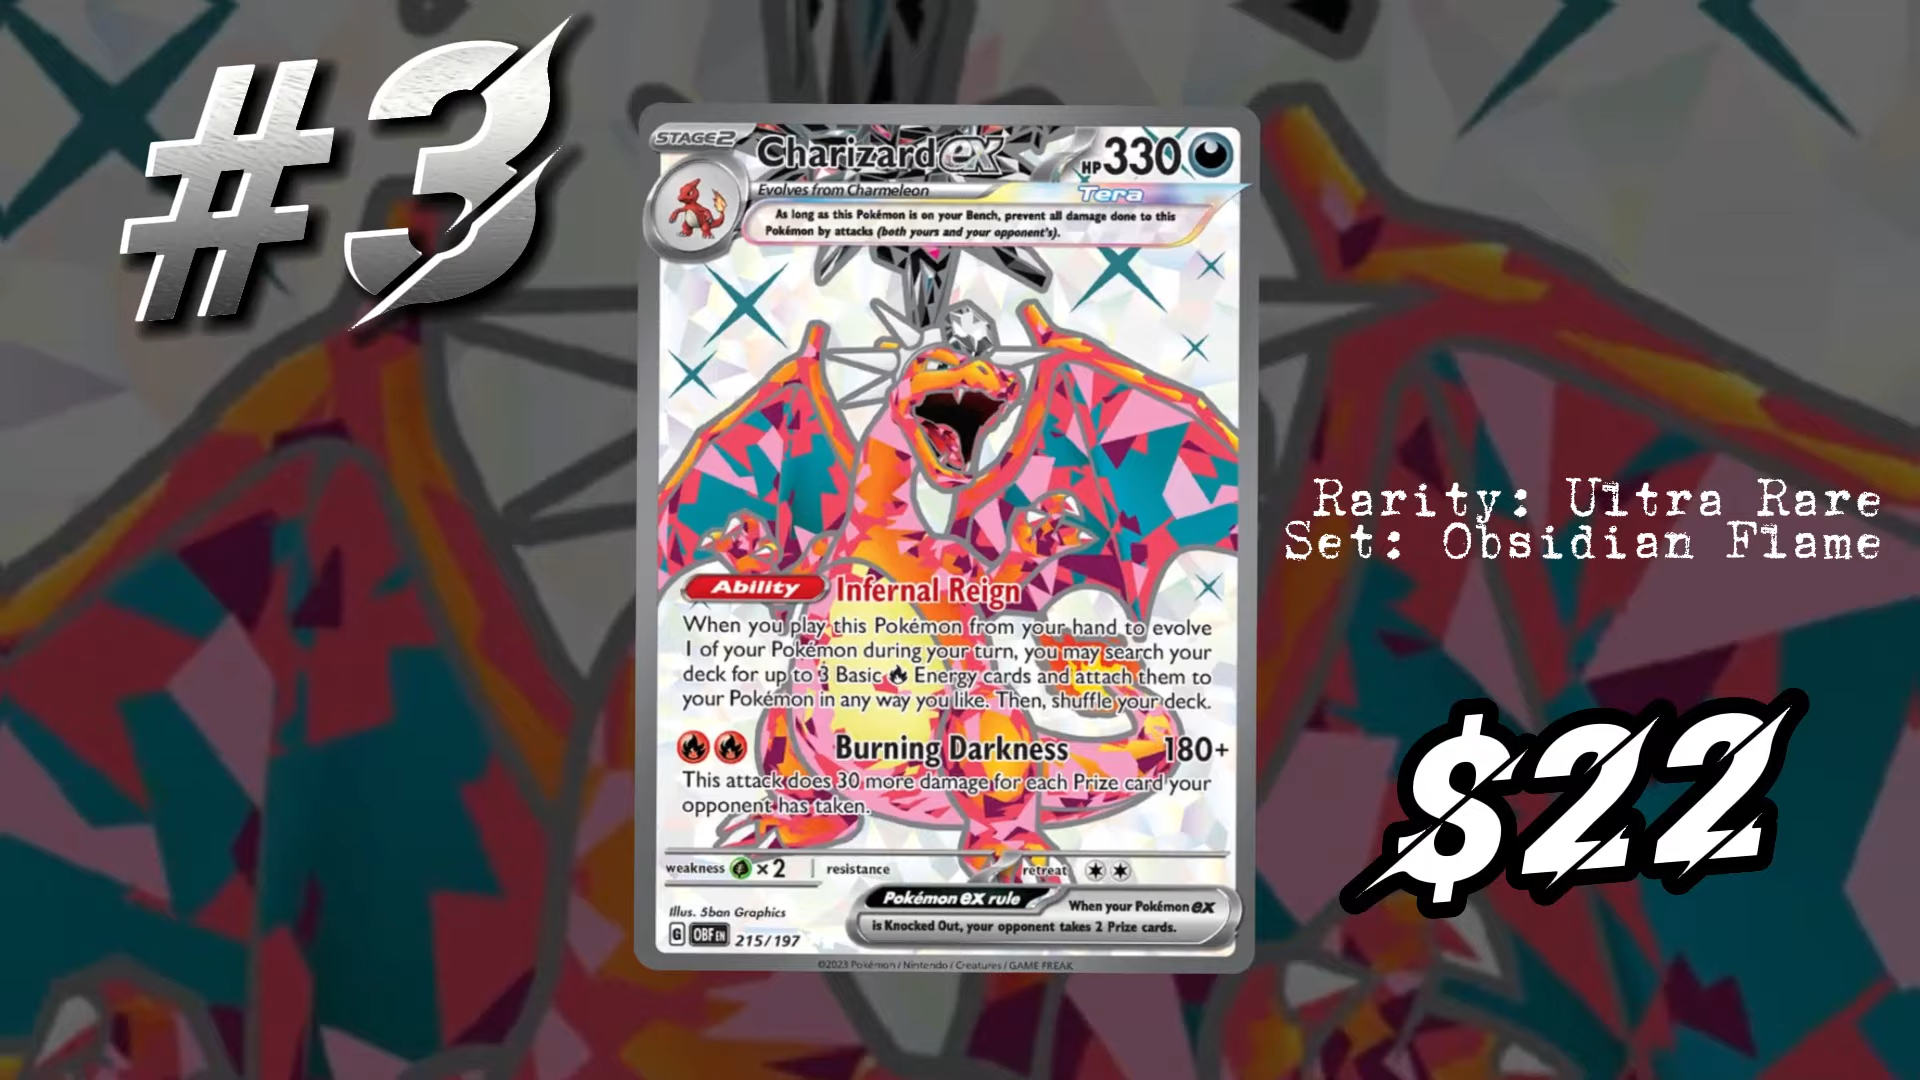 #3
STAGE2
Charizard ex
HP 330
Evolves from Charmeleon
Tera
As long as this Pokémon is on your Bench, prevent all damage done to this
Pokémon by attacks (both yours and your opponent's).
Rarity: Ultra Rare
Set: Obsidian Flame
Ability Infernal Reign
When you play this Pokémon from your hand to evolve
1 of your Pokémon during your turn, you may search your
deck for up to 3 Basic Energy cards and attach them to
your Pokémon in any way you like. Then, shuffle your deck.
Burning Darkness 180+
This attack does 30 more damage for each Prize card your
opponent has taken.
$22
weakness ×2 resistance retreat
Pokémon ex rule When your Pokémon ex
is Knocked Out, your opponent takes 2 Prize cards.
Illus. 5ban Graphics
G OBF EN 215/197
©2023 Pokémon / Nintendo / Creatures / GAME FREAK